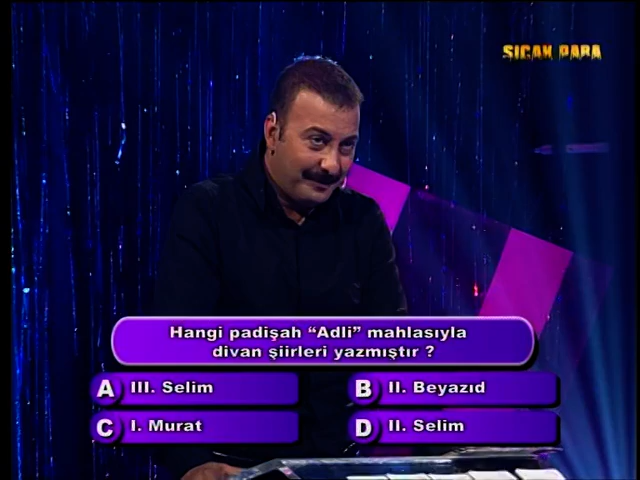 SICAK PARA
Hangi padişah “Adli” mahlasıyla
divan şiirleri yazmıştır ?
A III. Selim
B II. Beyazıd
C I. Murat
D II. Selim